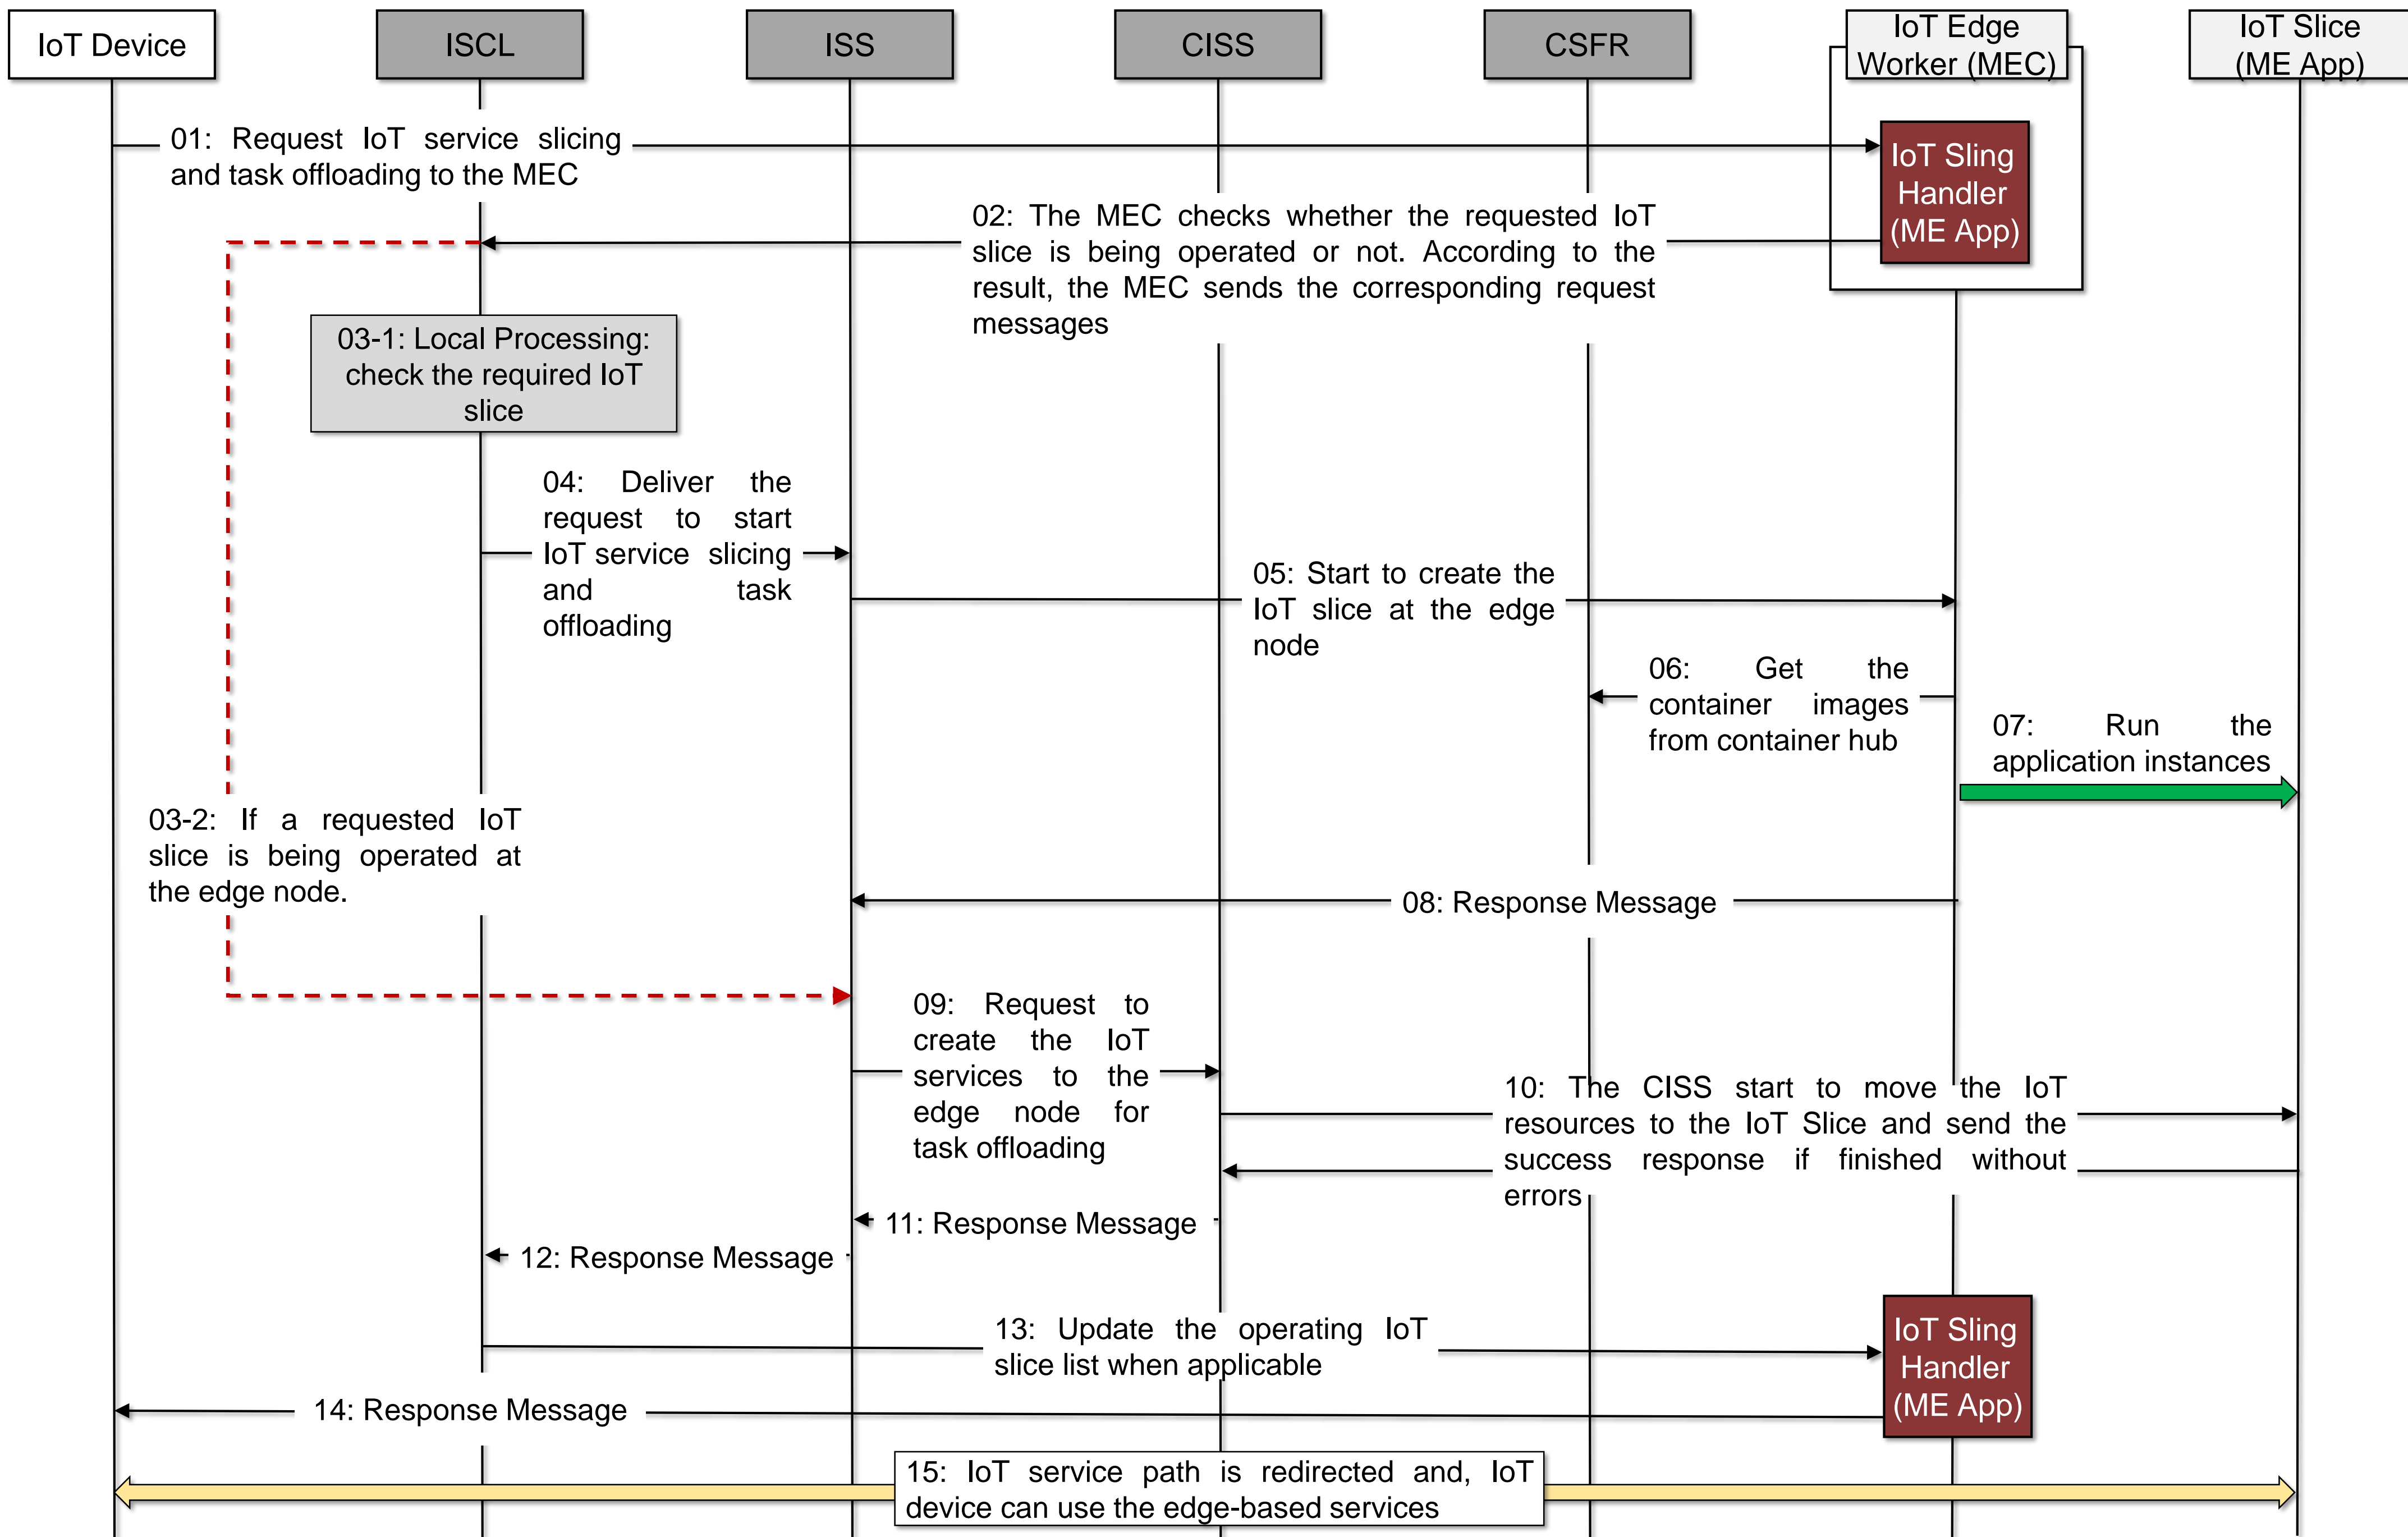 IoT Device
ISCL
ISS
CISS
CSFR
IoT Edge
Worker (MEC)
IoT Slice
(ME App)
01: Request IoT service slicing
and task offloading to the MEC
IoT Sling
Handler
(ME App)
02: The MEC checks whether the requested IoT
slice is being operated or not. According to the
result, the MEC sends the corresponding request
messages
03-1: Local Processing:
check the required IoT
slice
04: Deliver the
request to start
IoT service slicing
and task
offloading
05: Start to create the
IoT slice at the edge
node
06: Get the
container images
from container hub
07: Run the
application instances
03-2: If a requested IoT
slice is being operated at
the edge node.
08: Response Message
09: Request to
create the IoT
services to the
edge node for
task offloading
10: The CISS start to move the IoT
resources to the IoT Slice and send the
success response if finished without
errors
11: Response Message
12: Response Message
13: Update the operating IoT
slice list when applicable
IoT Sling
Handler
(ME App)
14: Response Message
15: IoT service path is redirected and, IoT
device can use the edge-based services